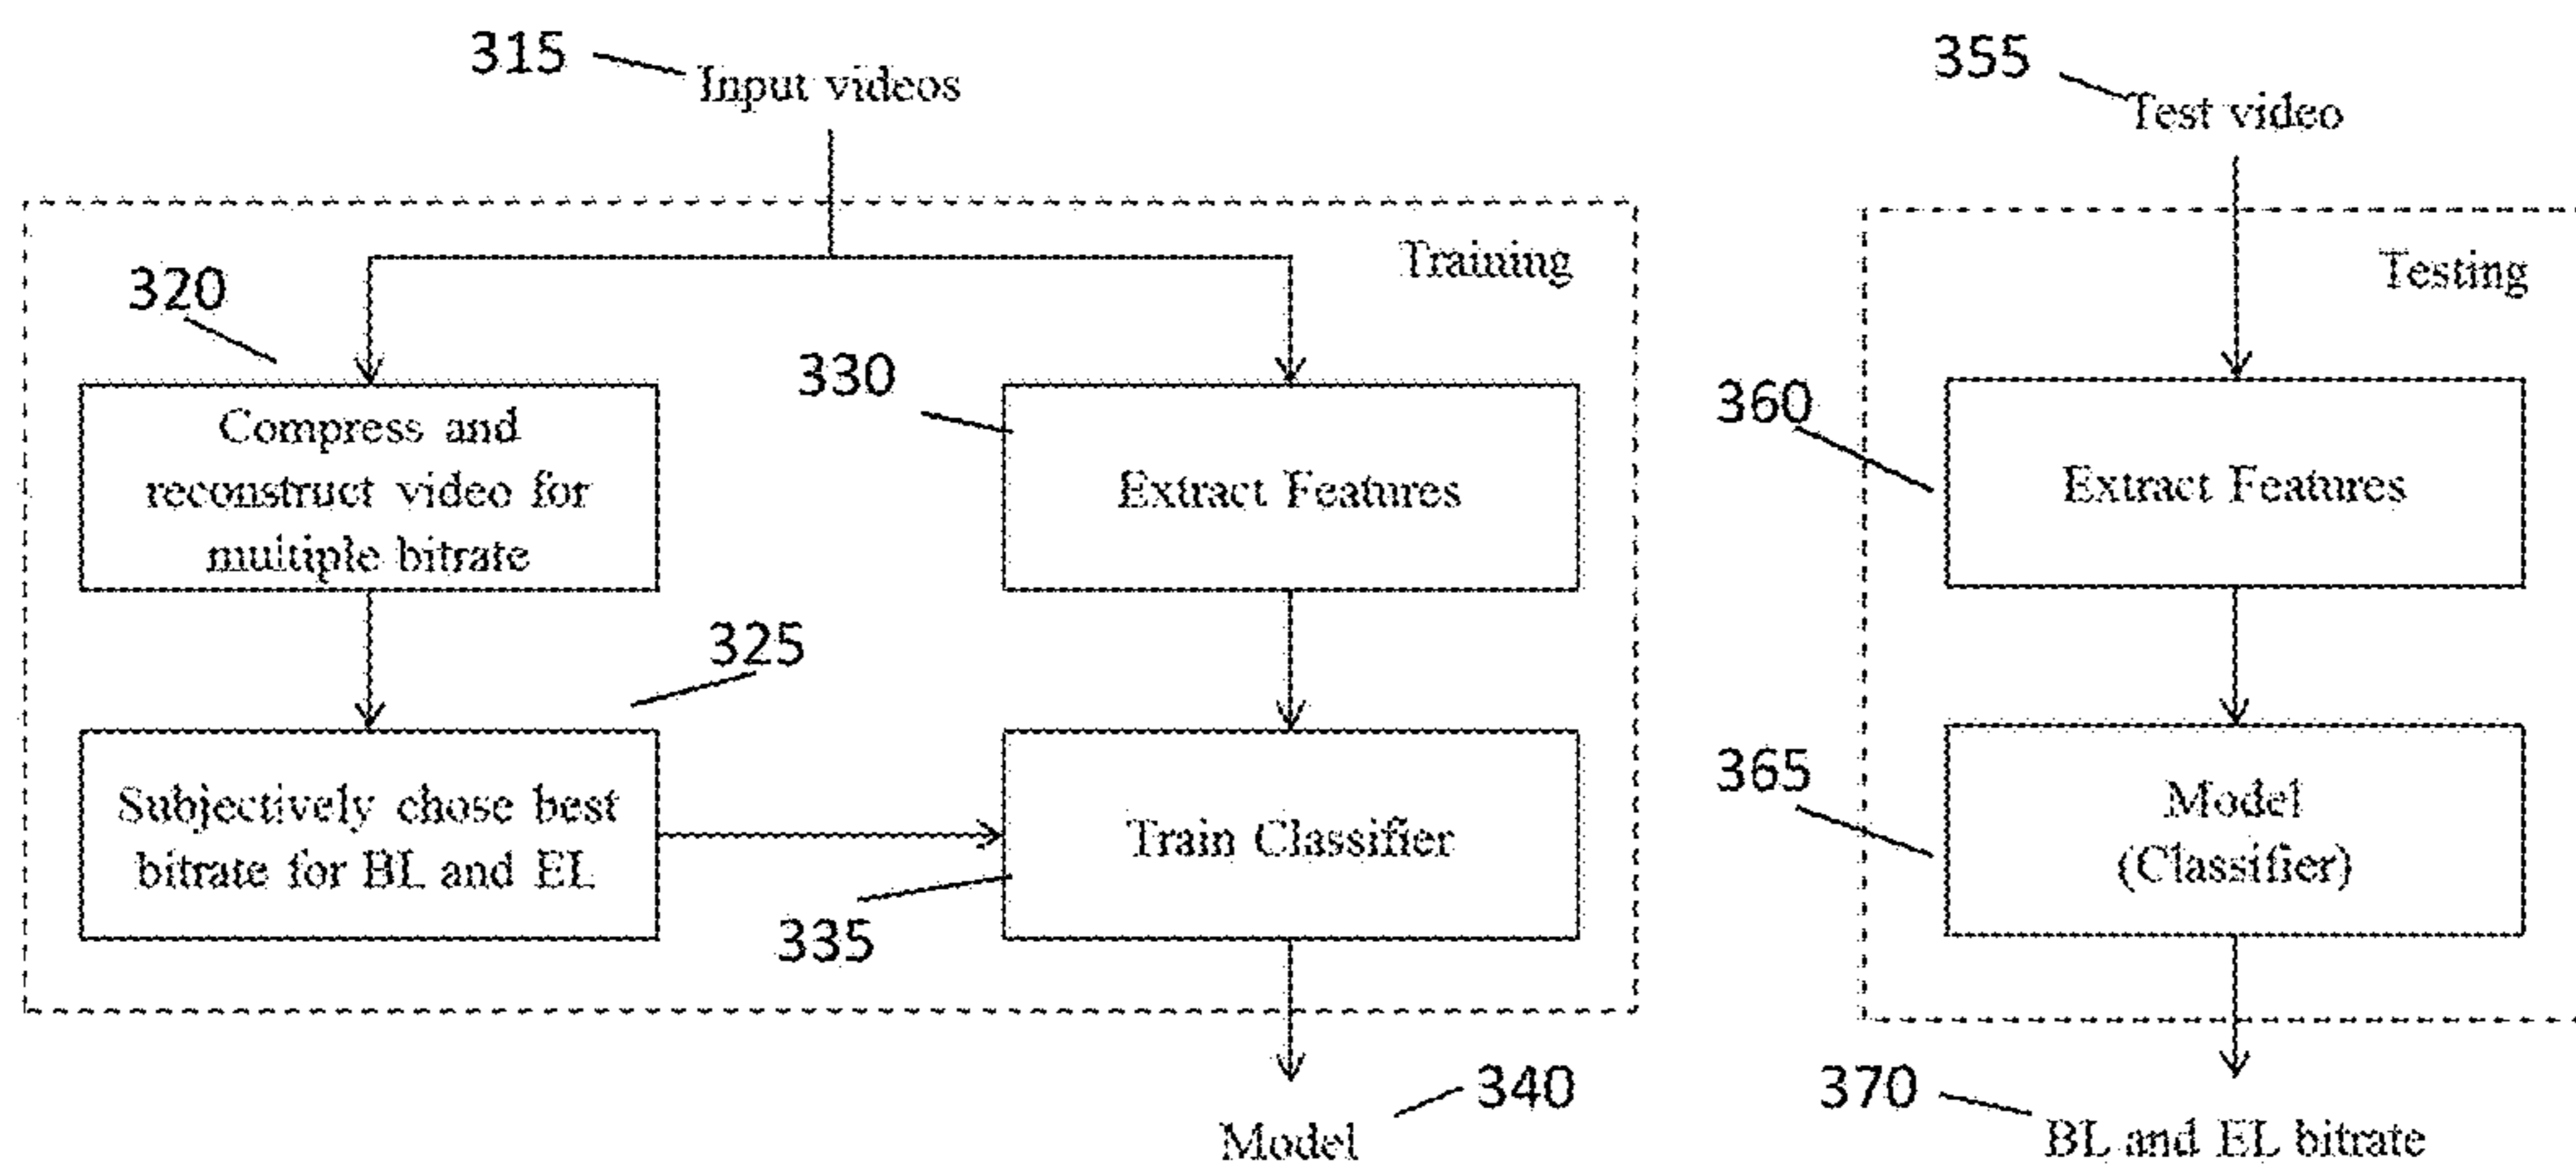 315
Input videos
Training
320
Compress and
reconstruct video for
multiple bitrate
330
Extract Features
325
Subjectively chose best
bitrate for BL and EL
335
Train Classifier
340
Model
355
Test video
Testing
360
Extract Features
365
Model
(Classifier)
370
BL and EL bitrate